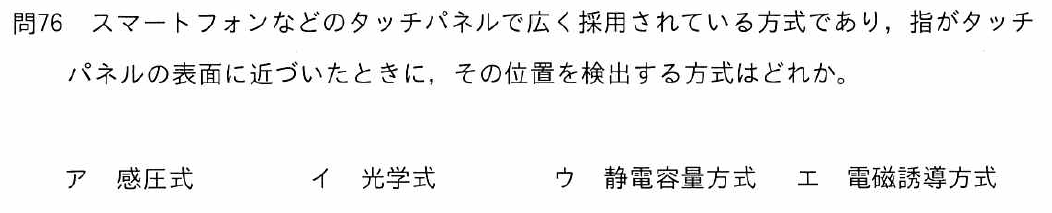 問76 スマートフォンなどのタッチパネルで広く採用されている方式であり，指がタッチ
パネルの表面に近づいたときに，その位置を検出する方式はどれか。
ア 感圧式 イ 光学式 ウ 静電容量方式 エ 電磁誘導方式